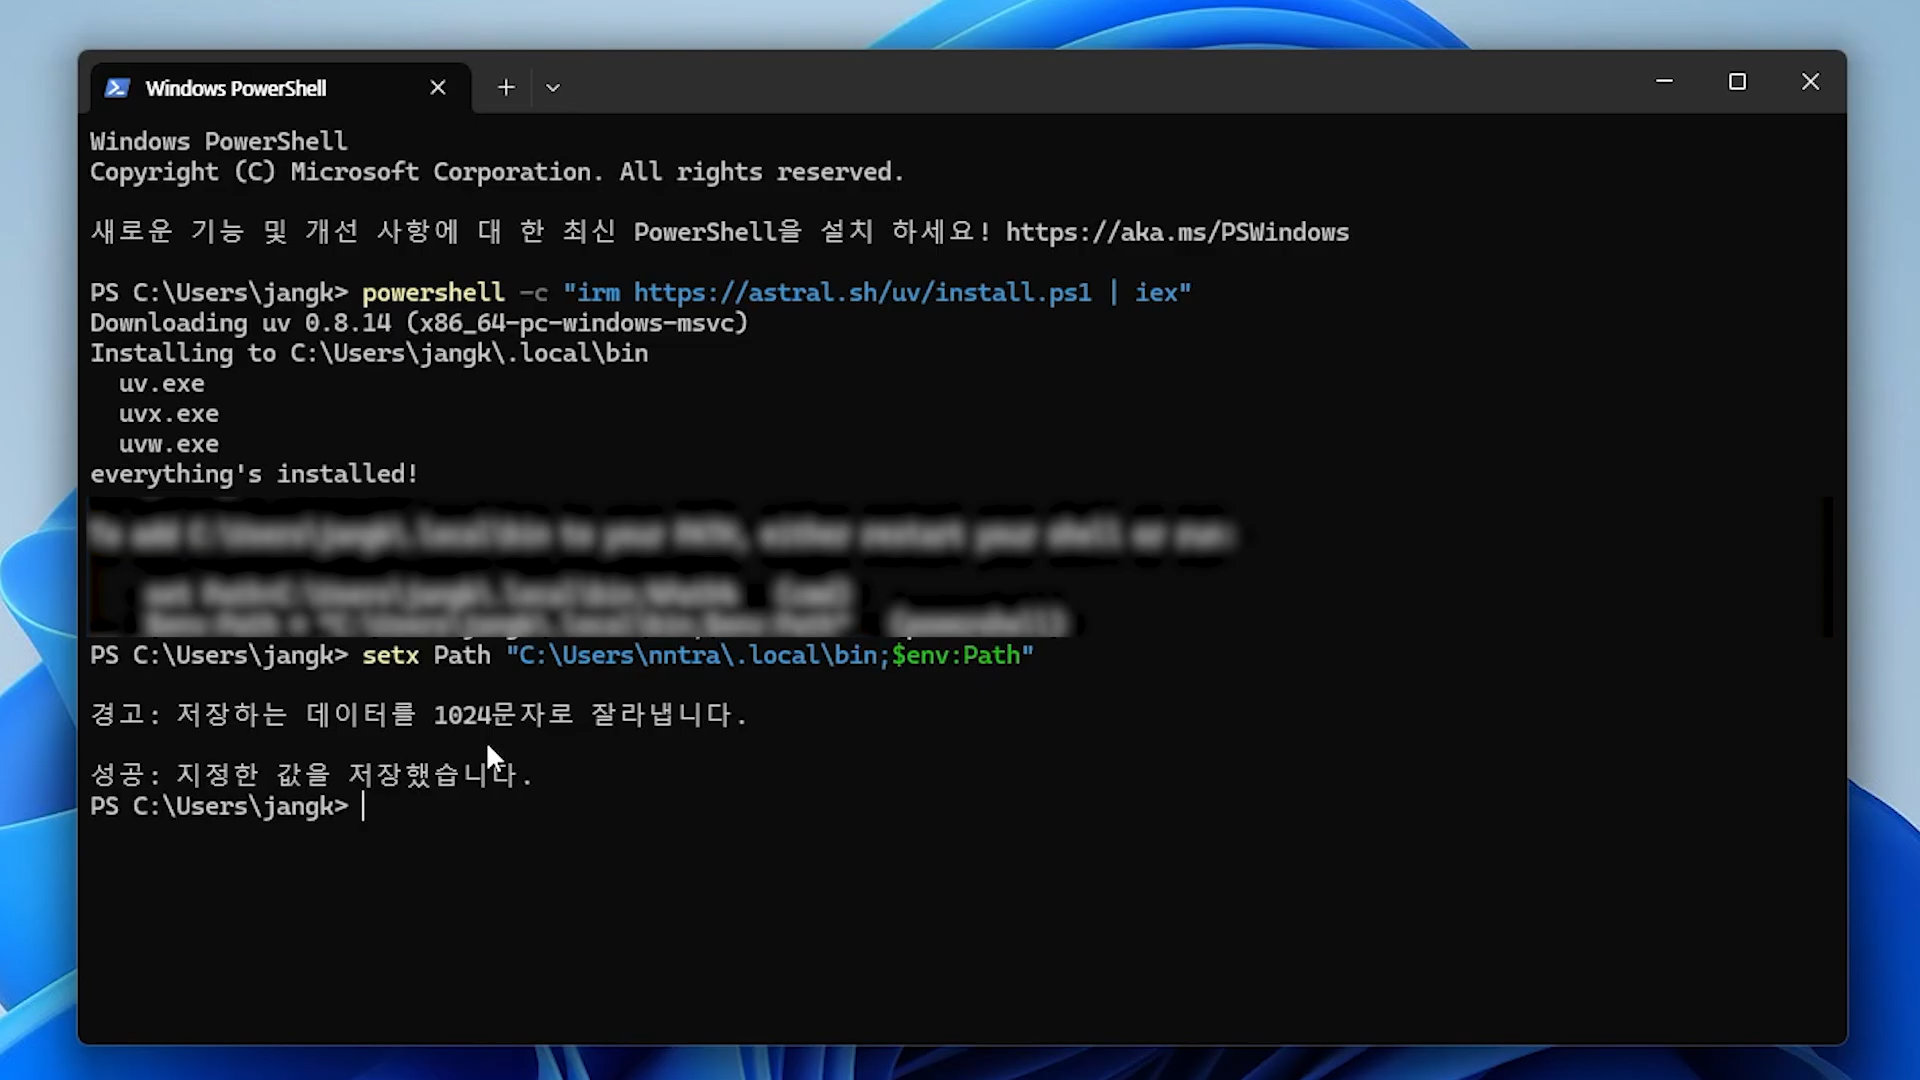 Windows PowerShell
Windows PowerShell
Copyright (C) Microsoft Corporation. All rights reserved.
새로운 기능 및 개선 사항에 대 한 최신 PowerShell을 설치 하세요! https://aka.ms/PSWindows
PS C:\Users\jangk> powershell -c "irm https://astral.sh/uv/install.ps1 | iex"
Downloading uv 0.8.14 (x86_64-pc-windows-msvc)
Installing to C:\Users\jangk\.local\bin
uv.exe
uvx.exe
uvw.exe
everything's installed!
PS C:\Users\jangk> setx Path "C:\Users\nntra\.local\bin;$env:Path"
경고: 저장하는 데이터를 1024문자로 잘라냅니다.
성공: 지정한 값을 저장했습니다.
PS C:\Users\jangk>